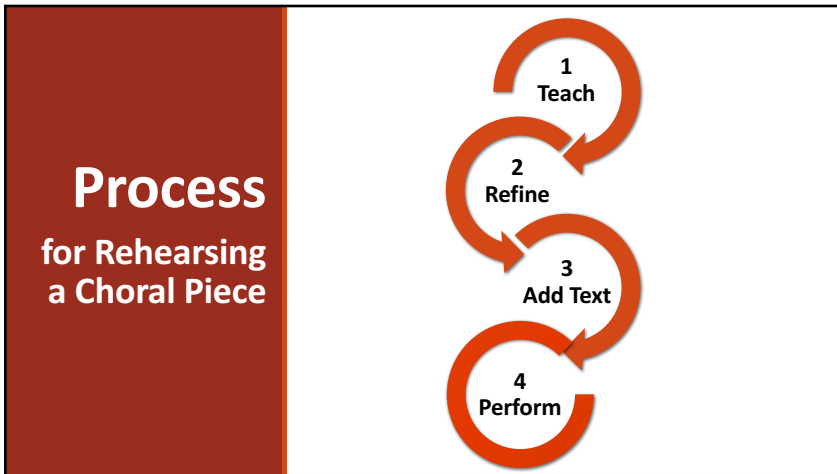 Process
for Rehearsing
a Choral Piece
1
Teach
2
Refine
3
Add Text
4
Perform